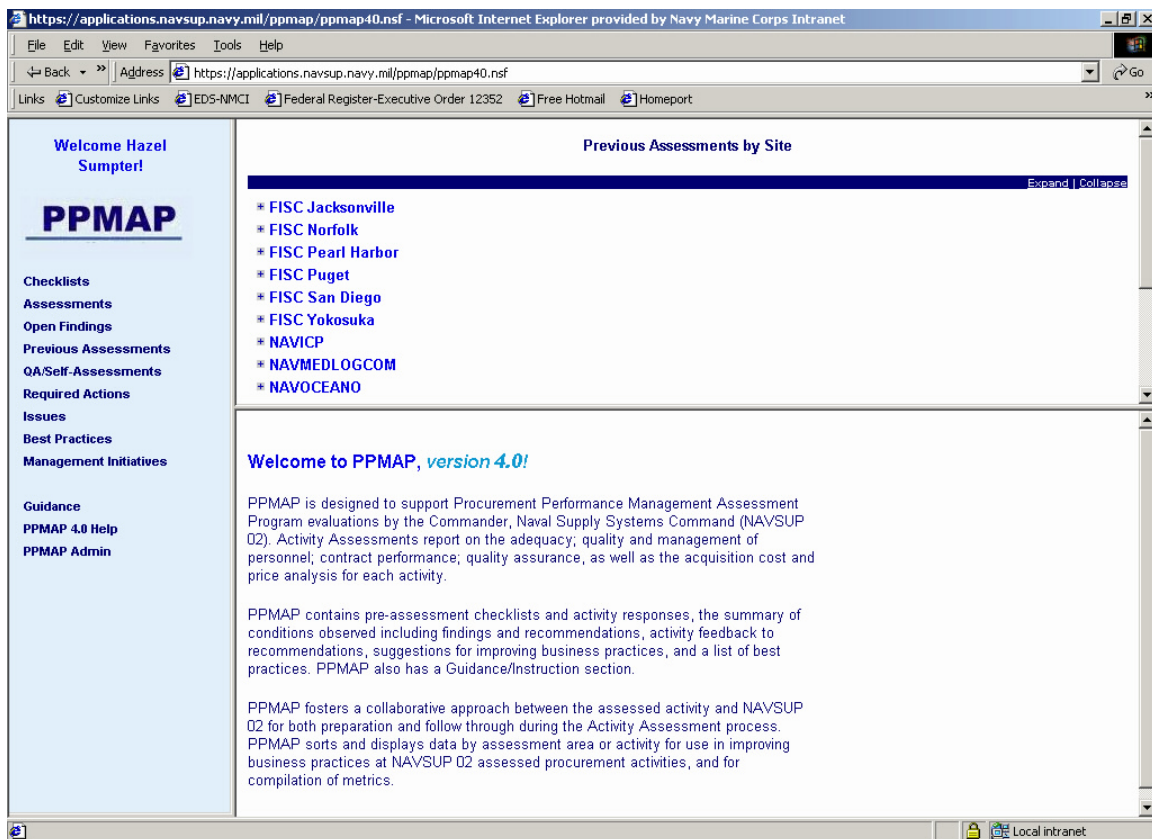 https://applications.navsup.navy.mil/ppmap/ppmap40.nsf - Microsoft Internet Explorer provided by Navy Marine Corps Intranet
File Edit View Favorites Tools Help
Back » Address https://applications.navsup.navy.mil/ppmap/ppmap40.nsf Go
Links Customize Links EDS-NMCI Federal Register-Executive Order 12352 Free Hotmail Homeport »
Welcome Hazel
Sumpter!
PPMAP
Checklists
Assessments
Open Findings
Previous Assessments
QA/Self-Assessments
Required Actions
Issues
Best Practices
Management Initiatives
Guidance
PPMAP 4.0 Help
PPMAP Admin
Previous Assessments by Site
Expand | Collapse
FISC Jacksonville
FISC Norfolk
FISC Pearl Harbor
FISC Puget
FISC San Diego
FISC Yokosuka
NAVICP
NAVMEDLOGCOM
NAVOCEANO
Welcome to PPMAP, version 4.0!
PPMAP is designed to support Procurement Performance Management Assessment
Program evaluations by the Commander, Naval Supply Systems Command (NAVSUP
02). Activity Assessments report on the adequacy; quality and management of
personnel; contract performance; quality assurance, as well as the acquisition cost and
price analysis for each activity.
PPMAP contains pre-assessment checklists and activity responses, the summary of
conditions observed including findings and recommendations, activity feedback to
recommendations, suggestions for improving business practices, and a list of best
practices. PPMAP also has a Guidance/Instruction section.
PPMAP fosters a collaborative approach between the assessed activity and NAVSUP
02 for both preparation and follow through during the Activity Assessment process.
PPMAP sorts and displays data by assessment area or activity for use in improving
business practices at NAVSUP 02 assessed procurement activities, and for
compilation of metrics.
Local intranet